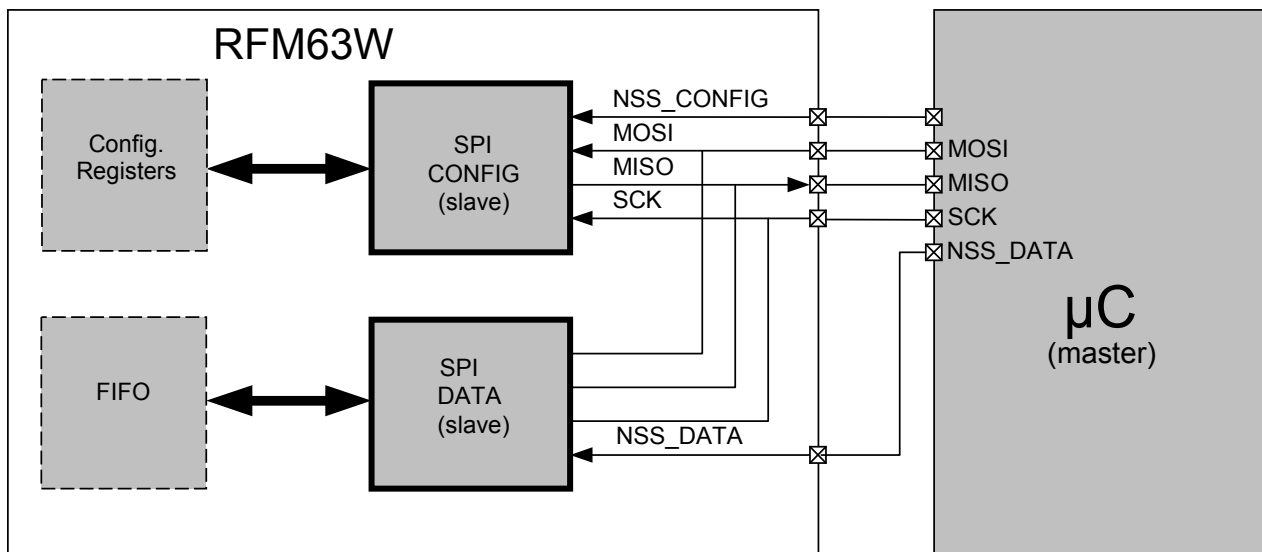 RFM63W
Config.
Registers
SPI
CONFIG
(slave)
NSS_CONFIG
MOSI
MISO
SCK
MOSI
MISO
SCK
NSS_DATA
µC
(master)
FIFO
SPI
DATA
(slave)
NSS_DATA